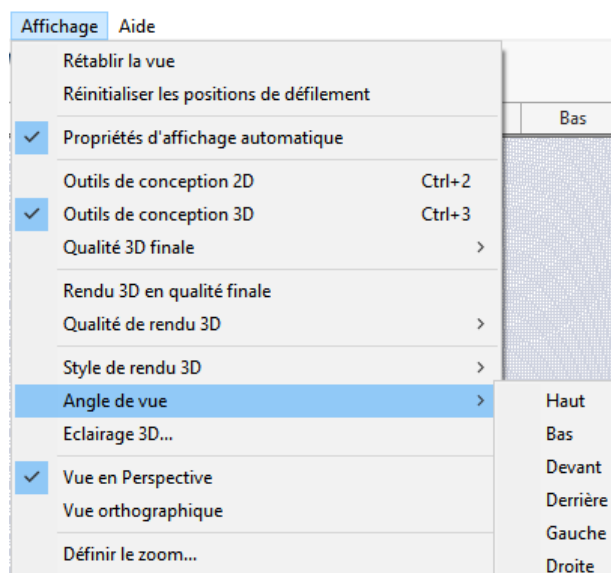 Affichage Aide
Rétablir la vue
Réinitialiser les positions de défilement
Bas
Propriétés d'affichage automatique
Outils de conception 2D Ctrl+2
Outils de conception 3D Ctrl+3
Qualité 3D finale
Rendu 3D en qualité finale
Qualité de rendu 3D
Style de rendu 3D
Angle de vue
Haut
Eclairage 3D...
Bas
Vue en Perspective
Devant
Vue orthographique
Derrière
Gauche
Définir le zoom...
Droite